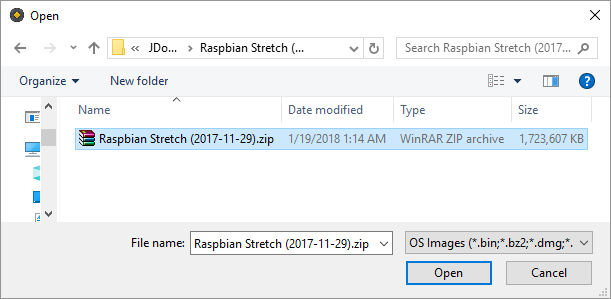 Open
« JDo... › Raspbian Stretch (... 
Search Raspbian Stretch (2017...
Organize New folder
Name Date modified Type Size
Raspbian Stretch (2017-11-29).zip 1/19/2018 1:14 AM WinRAR ZIP archive 1,723,607 KB
File name: Raspbian Stretch (2017-11-29).zip OS Images (*.bin;*.bz2;*.dmg;*.
Open Cancel